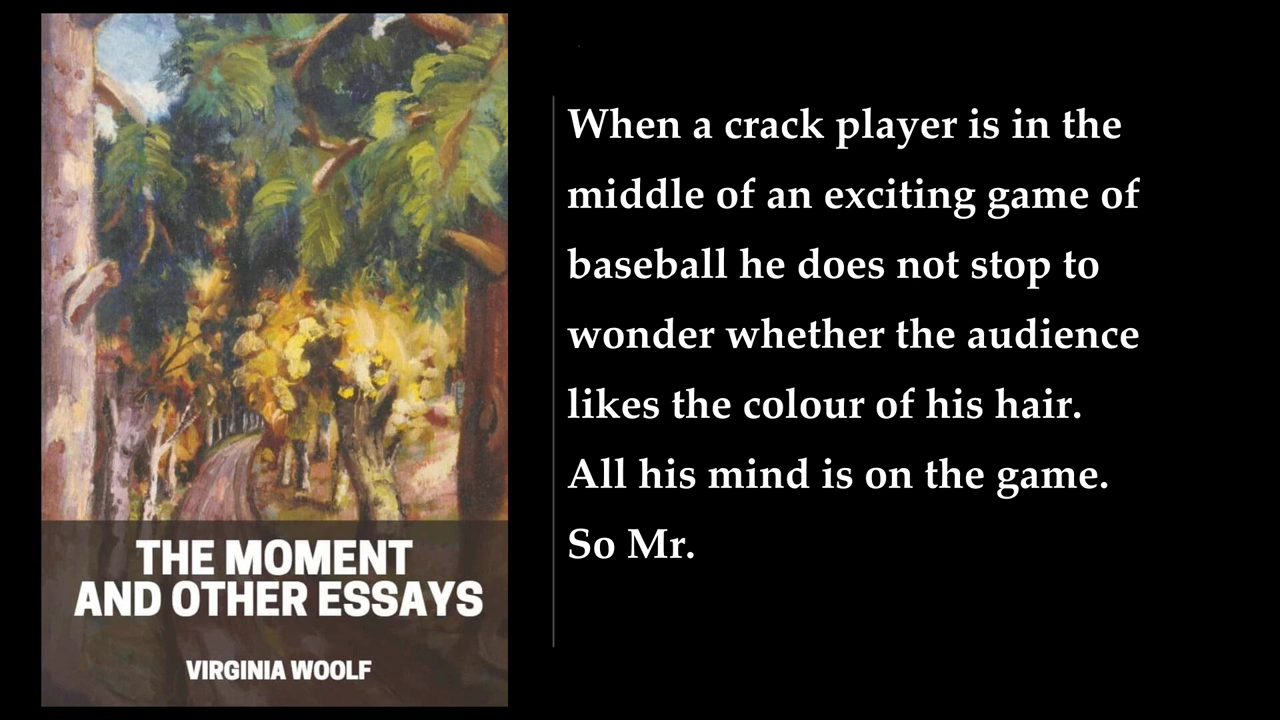 THE MOMENT
AND OTHER ESSAYS
VIRGINIA WOOLF
When a crack player is in the
middle of an exciting game of
baseball he does not stop to
wonder whether the audience
likes the colour of his hair.
All his mind is on the game.
So Mr.